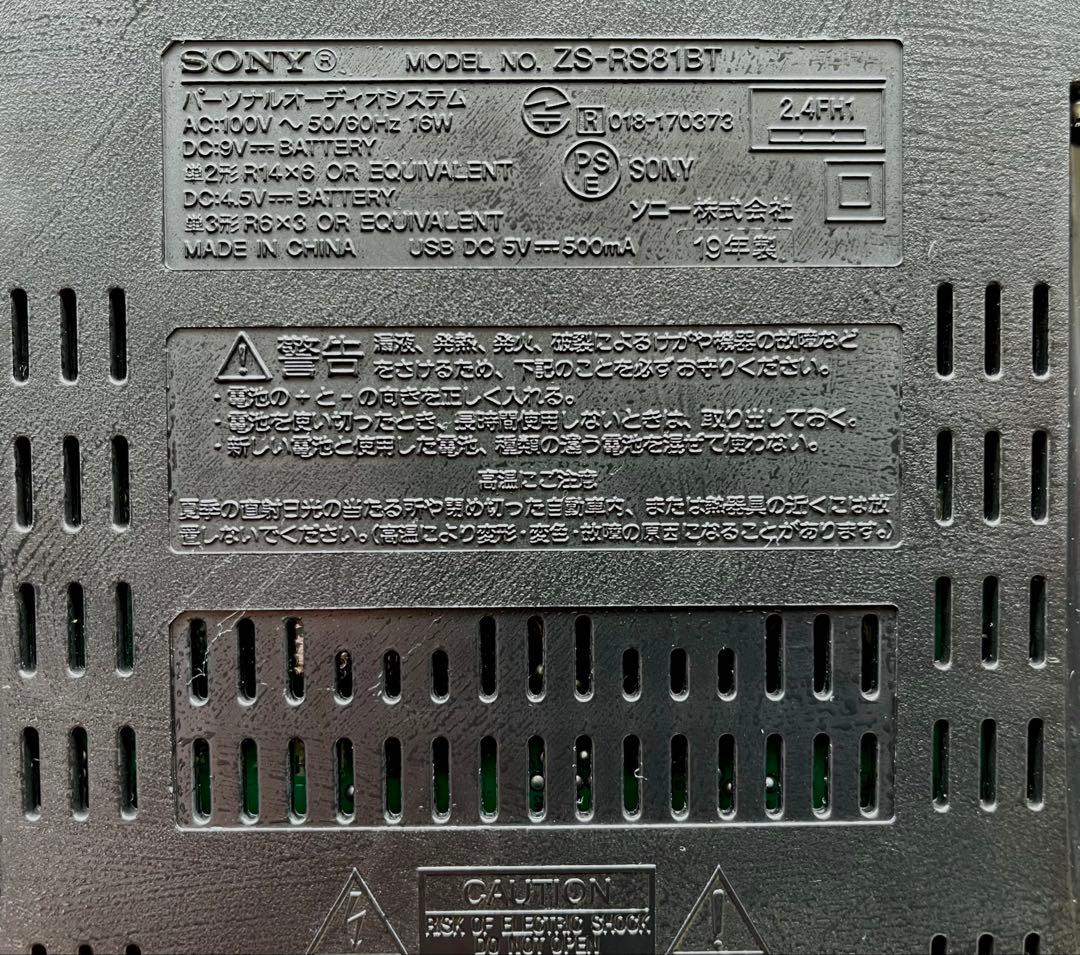 SONY® MODEL NO. ZS-RS81BT
パーソナルオーディオシステム
AC:100V ～ 50/60Hz 16W
R 018-170373
2.4FH1
DC:9V⎓BATTERY
単2形 R14×6 OR EQUIVALENT
PS
E
SONY
DC:4.5V⎓BATTERY
単3形 R6×3 OR EQUIVALENT
ソニー株式会社
MADE IN CHINA USB DC 5V⎓500mA 19年製
警告 漏液、発熱、発火、破裂によるけがや機器の故障など
をさけるため、下記のことを必ずお守りください。
・電池の＋と－の向きを正しく入れる。
・電池を使い切ったとき、長時間使用しないときは、取り出しておく。
・新しい電池と使用した電池、種類の違う電池を混ぜて使わない。
高温にご注意
夏季の直射日光の当たる所や閉め切った自動車内、または熱器具の近くには放
置しないでください。(高温により変形・変色・故障の原因になることがあります。)
CAUTION
RISK OF ELECTRIC SHOCK
DO NOT OPEN